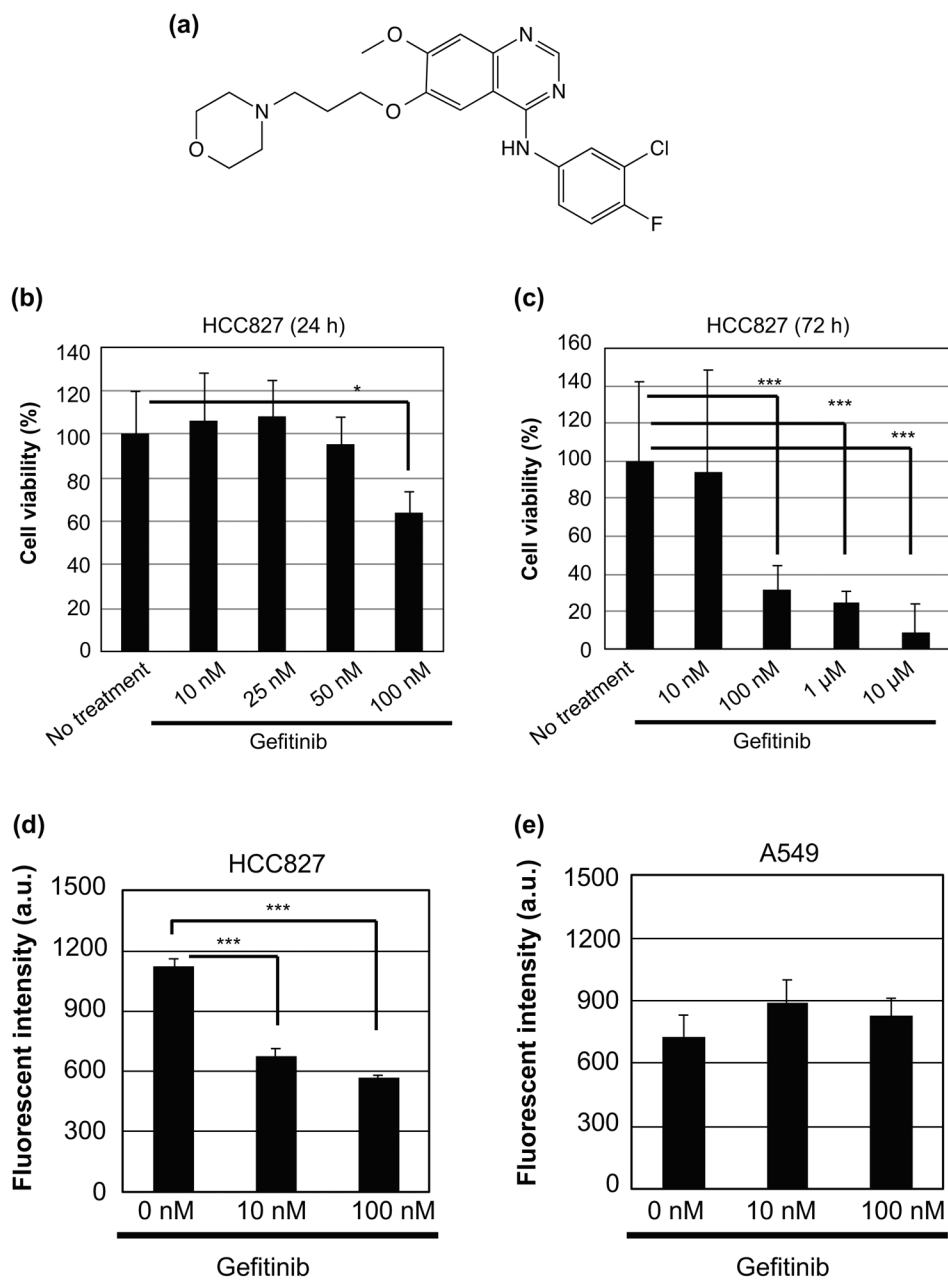 (a)
O
O
N
N
N
O
O
HN
Cl
F
(b)
HCC827 (24 h)
Cell viability (%)
140
120
100
80
60
40
20
0
*
No treatment
10 nM
25 nM
50 nM
100 nM
Gefitinib
(c)
HCC827 (72 h)
Cell viability (%)
160
140
120
100
80
60
40
20
0
***
***
***
No treatment
10 nM
100 nM
1 µM
10 µM
Gefitinib
(d)
HCC827
Fluorescent intensity (a.u.)
1500
1200
900
600
300
0
***
***
0 nM 10 nM 100 nM
Gefitinib
(e)
A549
Fluorescent intensity (a.u.)
1500
1200
900
600
300
0
0 nM 10 nM 100 nM
Gefitinib